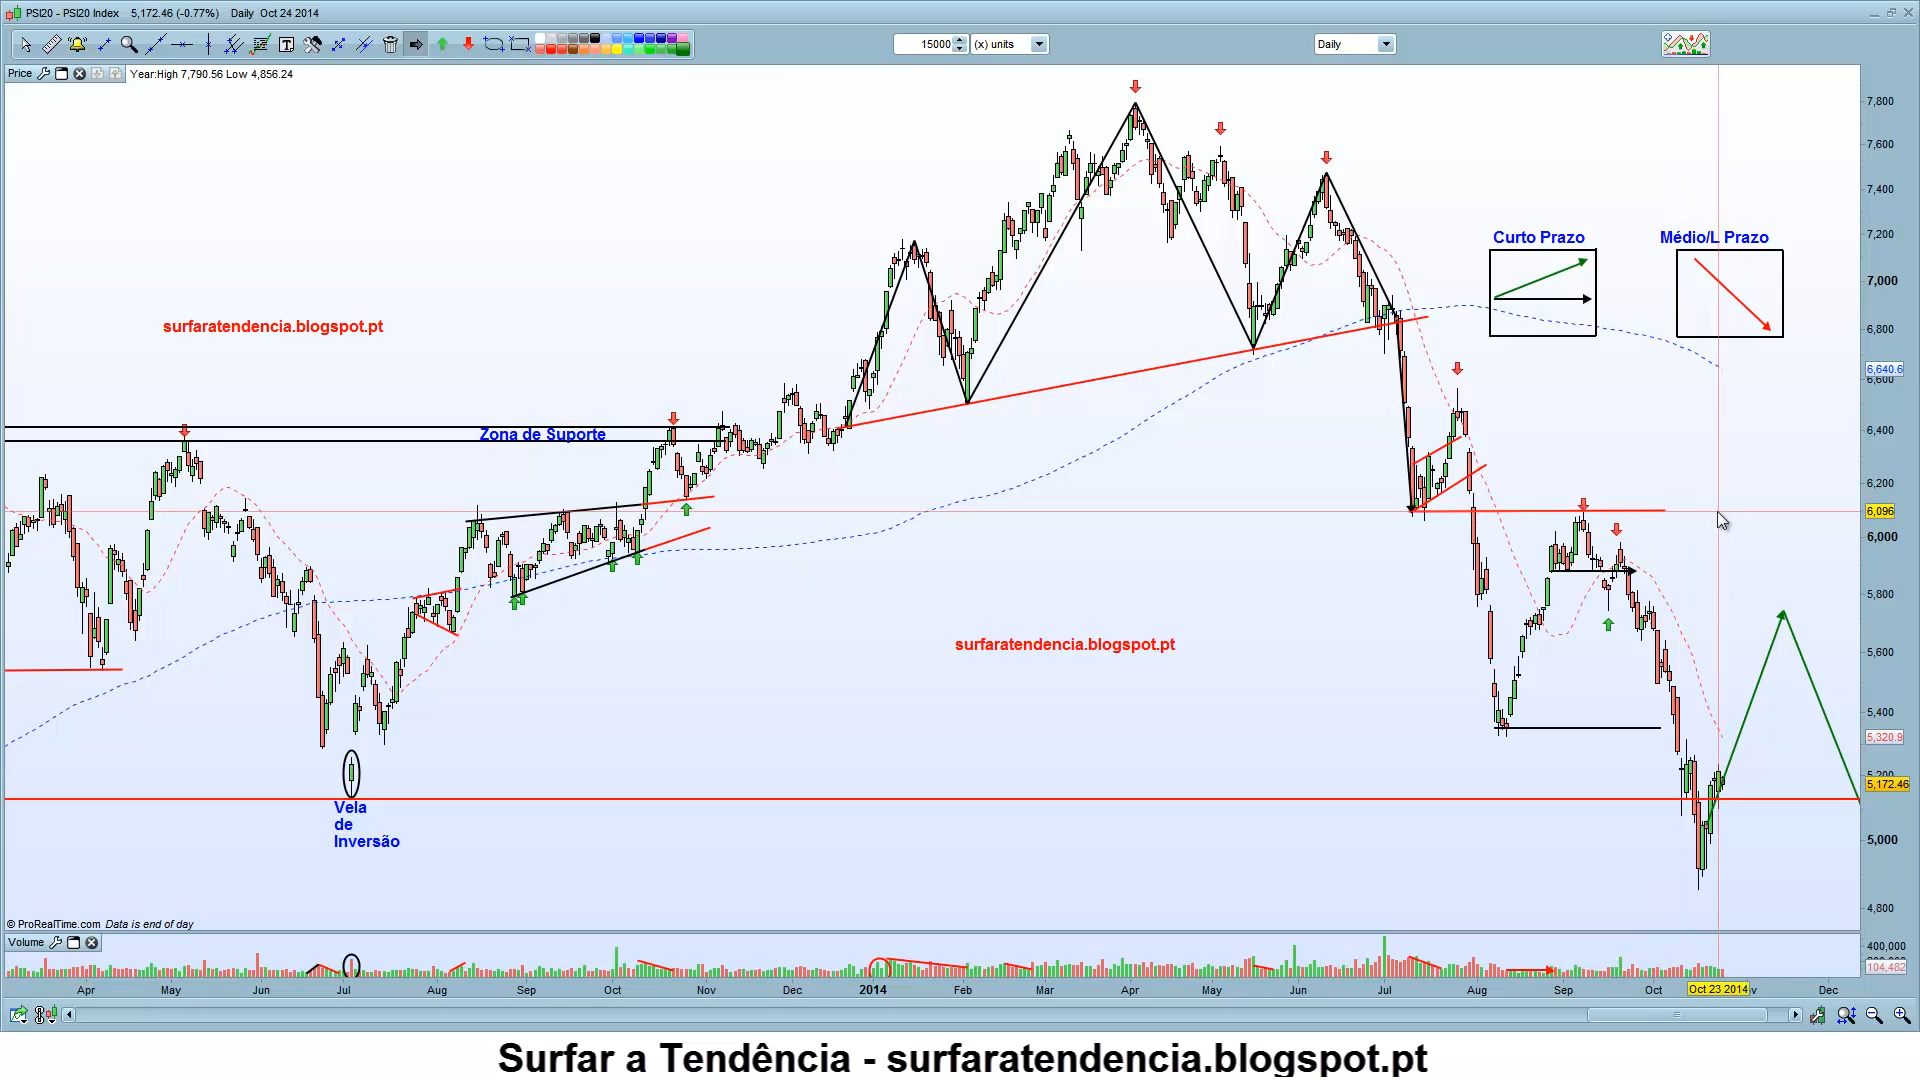 PSI20 - PSI20 Index 5,172.46 (-0.77%) Daily Oct 24 2014
15000 (x) units Daily
Price Year:High 7,790.56 Low 4,856.24
7,800
7,600
7,400
7,200
Curto Prazo Médio/L Prazo
7,000
surfaratendencia.blogspot.pt
6,800
6,640.6
6,600
Zona de Suporte
6,400
6,200
6,096
6,000
5,800
surfaratendencia.blogspot.pt
5,600
5,400
5,320.9
5,200
5,172.46
Vela
de
Inversão
5,000
4,800
© ProRealTime.com Data is end of day
Volume
400,000
104,482
Apr May Jun Jul Aug Sep Oct Nov Dec 2014 Feb Mar Apr May Jun Jul Aug Sep Oct Oct 23 2014 Dec
Surfar a Tendência - surfaratendencia.blogspot.pt